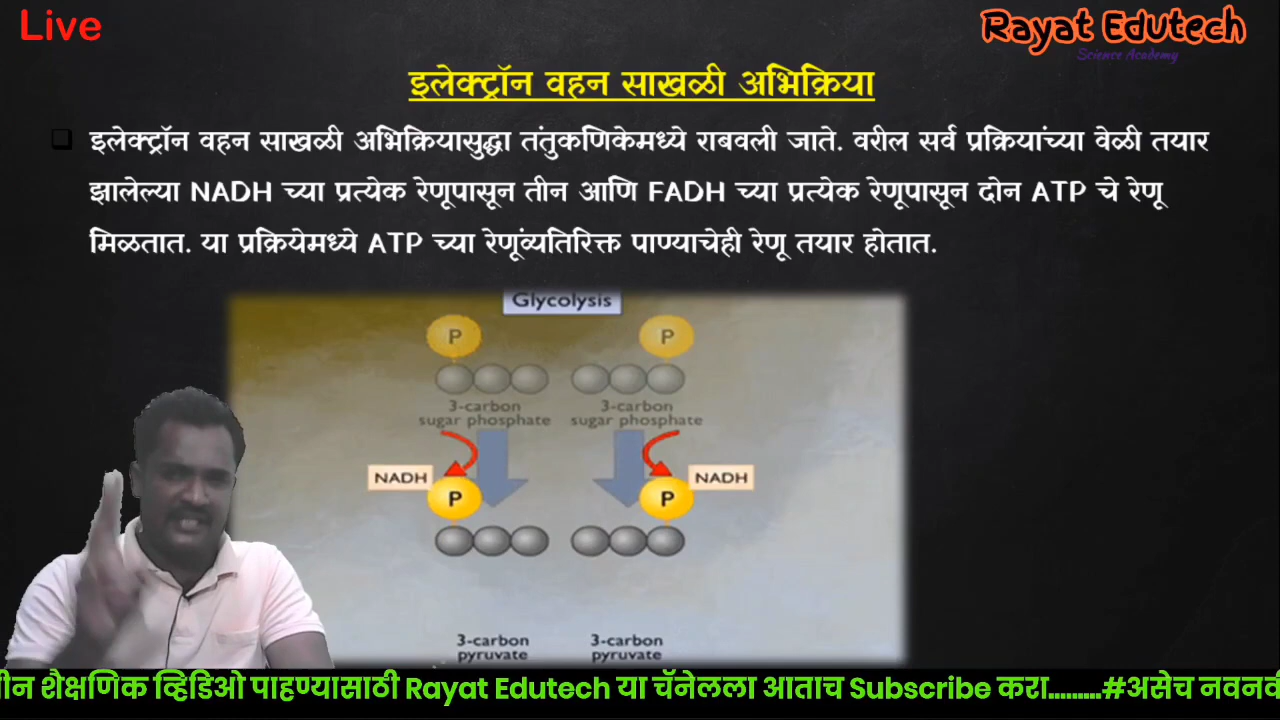 Live
Rayat Edutech
Science Academy
इलेक्ट्रॉन वहन साखळी अभिक्रिया
इलेक्ट्रॉन वहन साखळी अभिक्रियासुद्धा तंतुकणिकेमध्ये राबवली जाते. वरील सर्व प्रक्रियांच्या वेळी तयार
झालेल्या NADH च्या प्रत्येक रेणूपासून तीन आणि FADH च्या प्रत्येक रेणूपासून दोन ATP चे रेणू
मिळतात. या प्रक्रियेमध्ये ATP च्या रेणूंव्यतिरिक्त पाण्याचेही रेणू तयार होतात.
Glycolysis
P P
3-carbon 3-carbon
sugar phosphate sugar phosphate
NADH NADH
P P
3-carbon 3-carbon
pyruvate pyruvate
शैक्षणिक व्हिडिओ पाहण्यासाठी Rayat Edutech या चॅनेलला आताच Subscribe करा.........#असेच